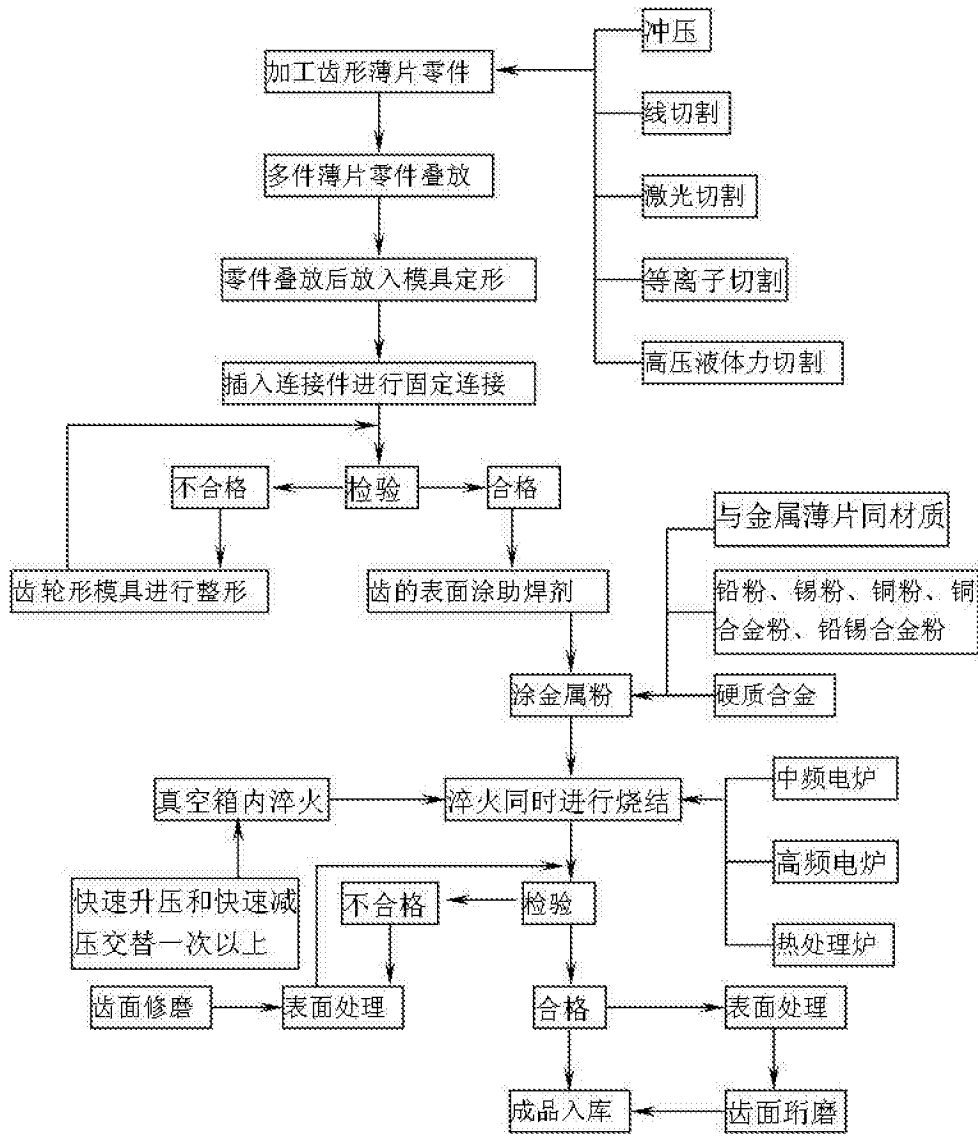 冲压
加工齿形薄片零件
线切割
多件薄片零件叠放
激光切割
零件叠放后放入模具定形
等离子切割
高压液体力切割
插入连接件进行固定连接
不合格
检验
合格
与金属薄片同材质
齿轮形模具进行整形
齿的表面涂助焊剂
铅粉、锡粉、铜粉、铜
合金粉、铅锡合金粉
涂金属粉
硬质合金
中频电炉
真空箱内淬火
淬火同时进行烧结
高频电炉
快速升压和快速减
压交替一次以上
不合格
检验
热处理炉
齿面修磨
表面处理
合格
表面处理
成品入库
齿面珩磨